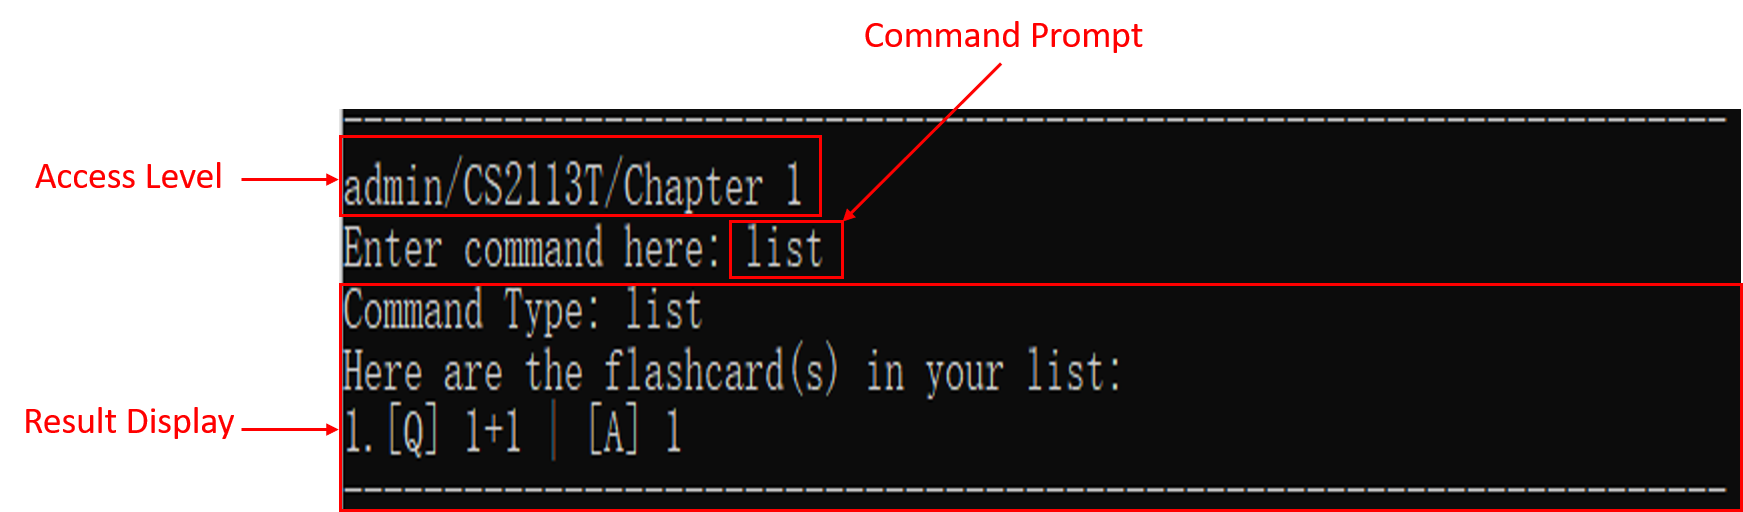 Command Prompt
Access Level
admin/CS2113T/Chapter 1
Enter command here: list
Command Type: list
Here are the flashcard(s) in your list:
Result Display
1.[Q] 1+1 | [A] 1